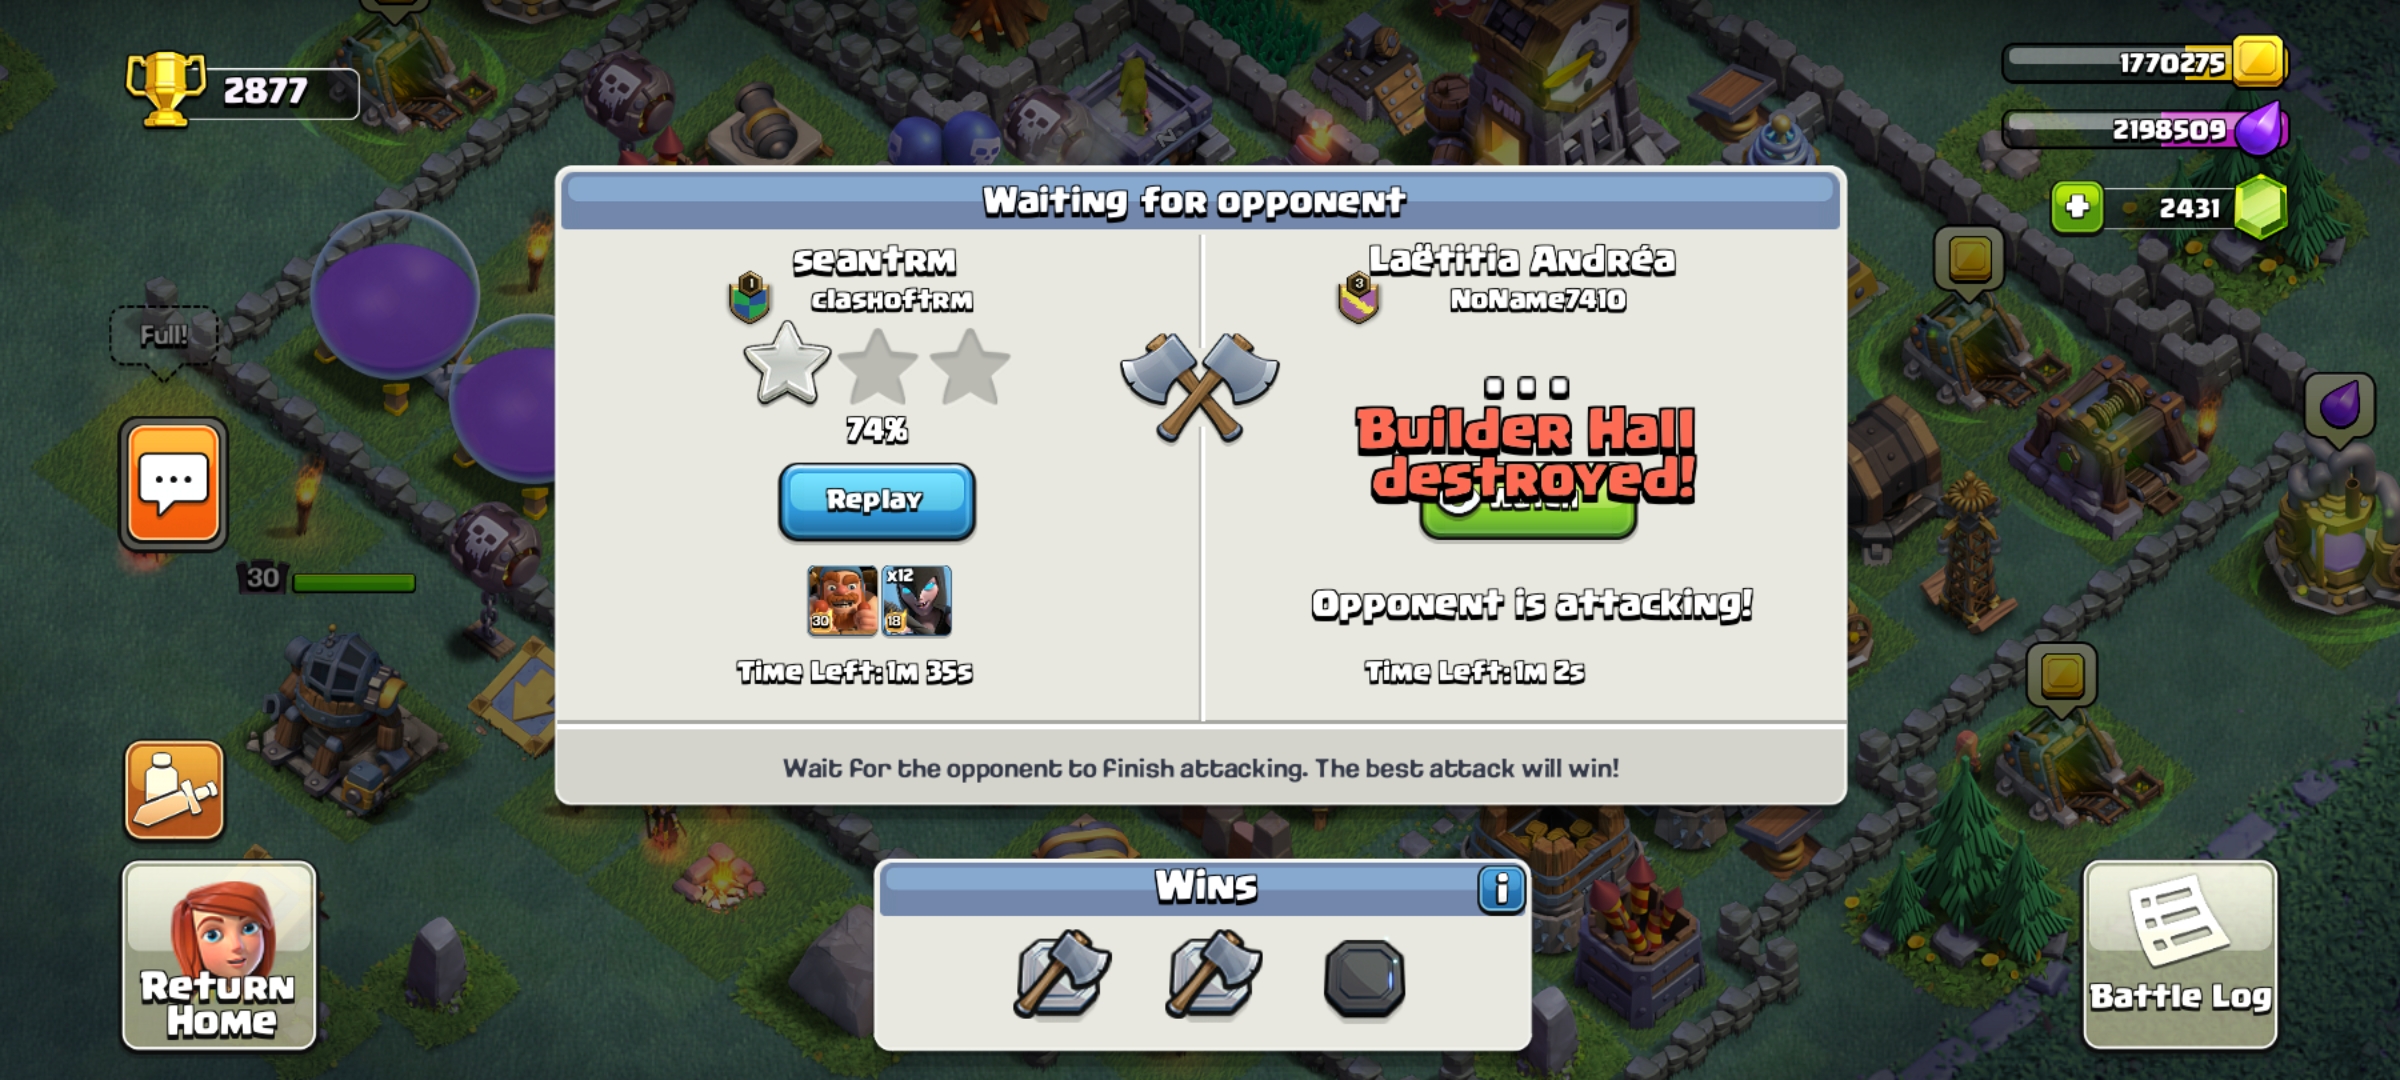 2877
1770275
2198509
2431
Full!
30
Waiting for opponent
seantrm
1
clashoftrm
74%
Replay
30
x12
18
Time Left:1m 35s
Laëtitia Andréa
3
NoName7410
Builder Hall
destroyed!
Opponent is attacking!
Time Left:1m 2s
Wait for the opponent to finish attacking. The best attack will win!
Wins
i
Return
Home
Battle Log